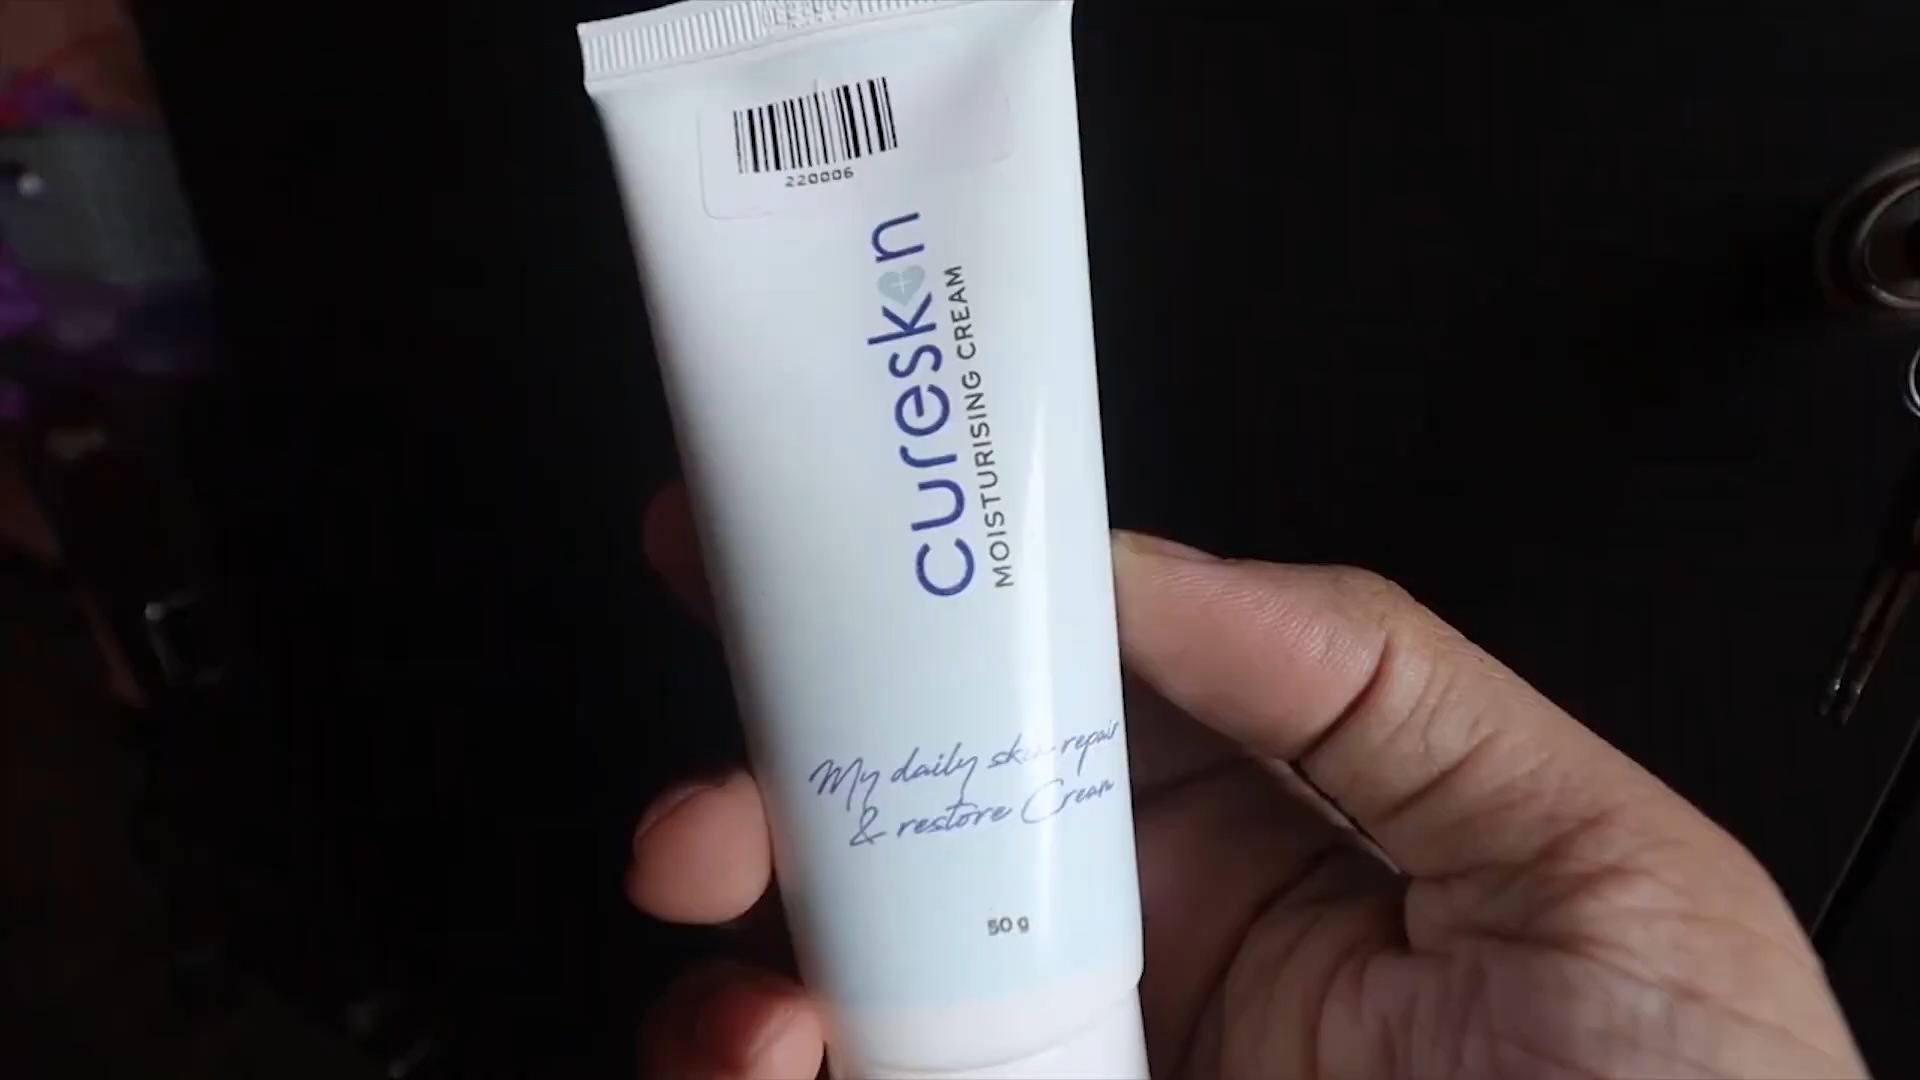 220006
cureskin
MOISTURISING CREAM
My daily skin repair
& restore Cream
50 g